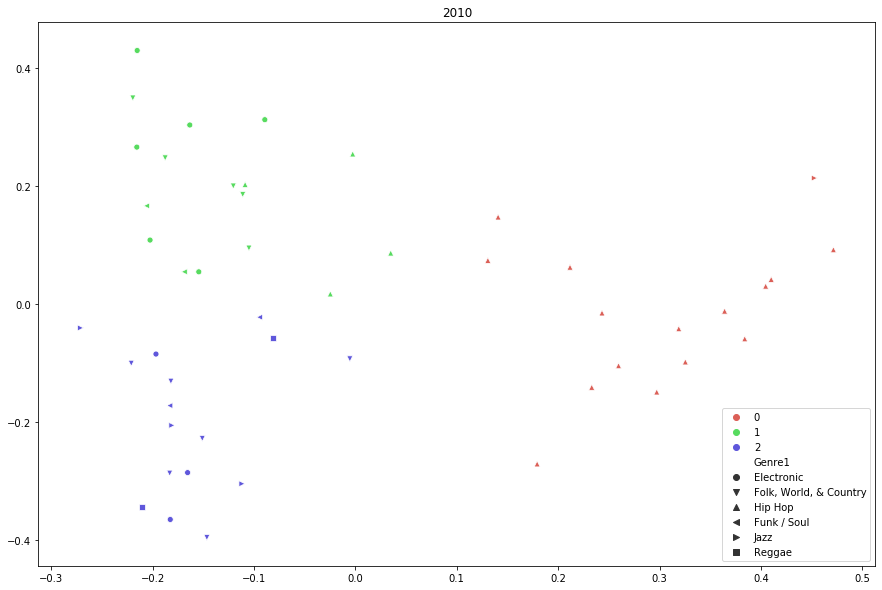 2010
0.4
0.2
0.0
−0.2
−0.4
−0.3
−0.2
−0.1
0.0
0.1
0.2
0.3
0.4
0.5
0
1
2
Genre1
Electronic
Folk, World, & Country
Hip Hop
Funk / Soul
Jazz
Reggae